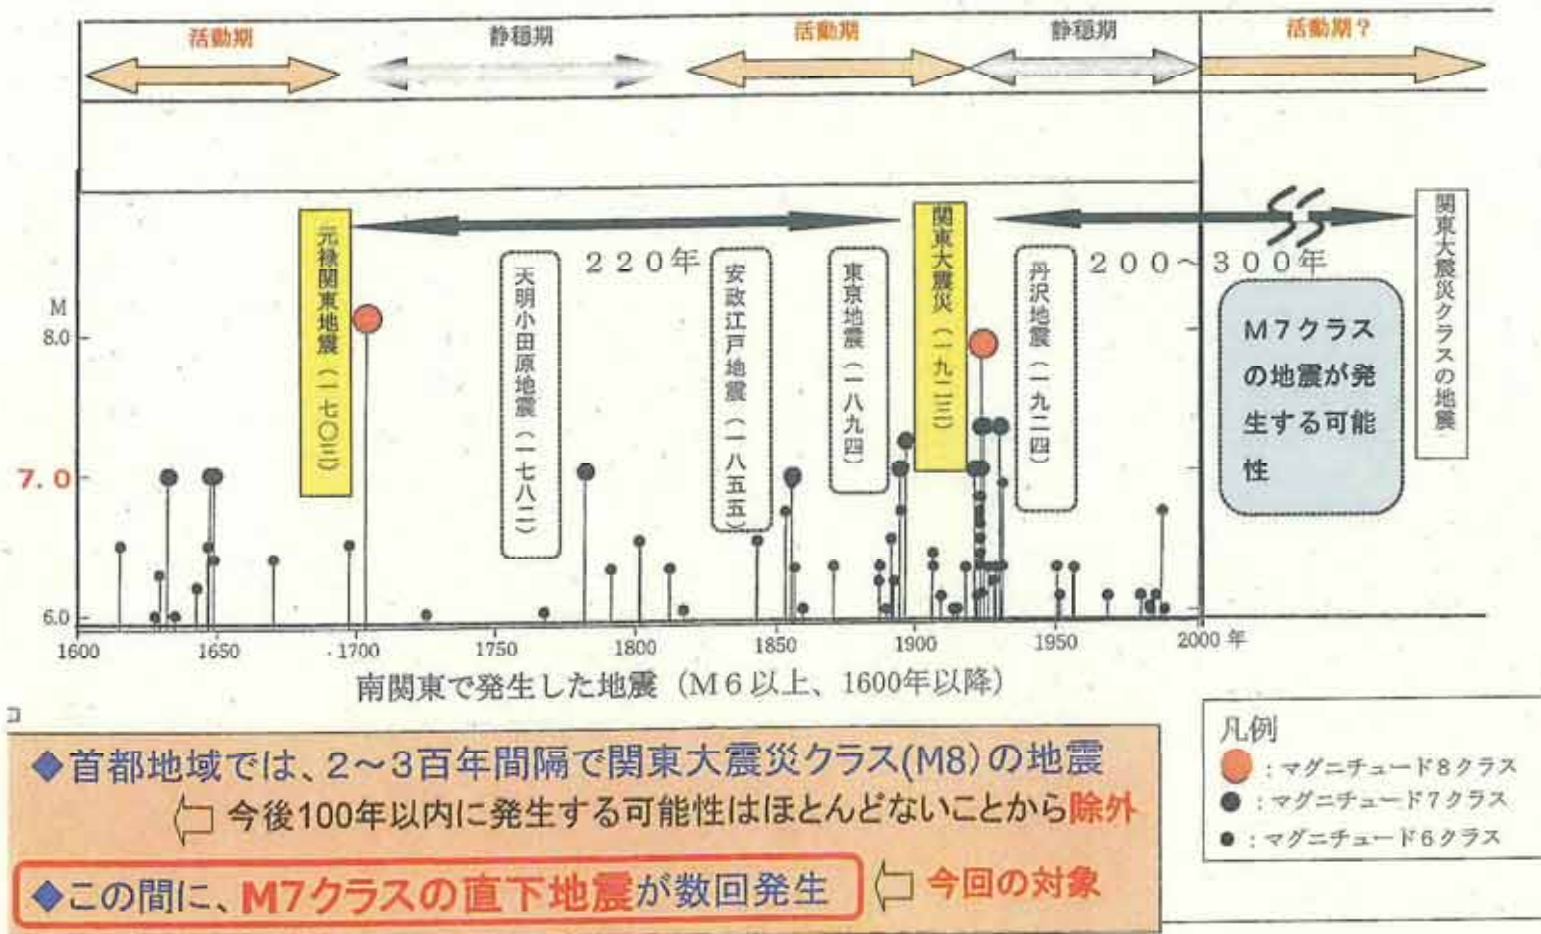 活動期
静穏期
活動期
静穏期
活動期?
元禄関東地震(一七〇三)
天明小田原地震(一七八二)
220年
安政江戸地震(一八五五)
東京地震(一八九四)
関東大震災(一九二三)
丹沢地震(一九二四)
200~300年
関東大震災クラスの地震
M7クラス
の地震が発
生する可能
性
M
8.0
7.0
6.0
1600
1650
1700
1750
1800
1850
1900
1950
2000年
南関東で発生した地震(M6以上、1600年以降)
◆首都地域では、2~3百年間隔で関東大震災クラス(M8)の地震
今後100年以内に発生する可能性はほとんどないことから除外
◆この間に、M7クラスの直下地震が数回発生
今回の対象
凡例
:マグニチュード8クラス
:マグニチュード7クラス
:マグニチュード6クラス